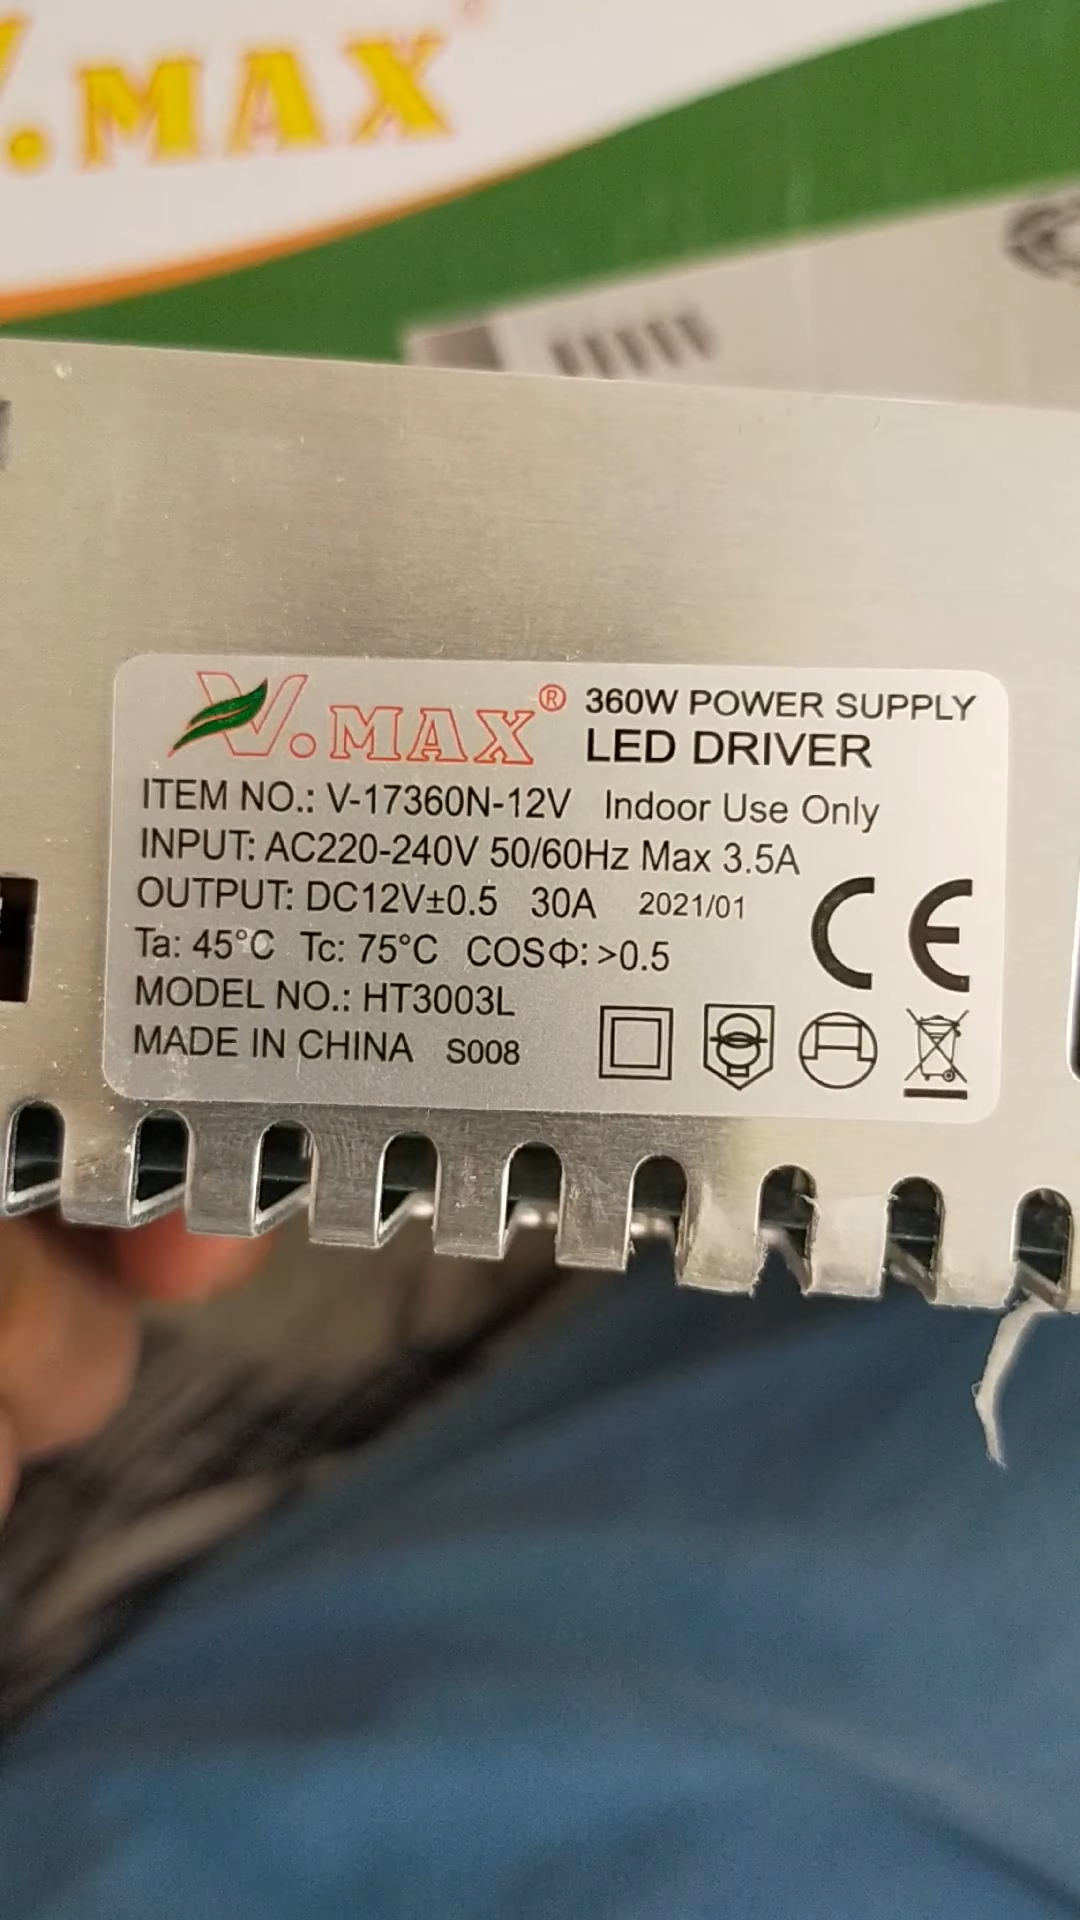 V.MAX
V.MAX® 360W POWER SUPPLY
LED DRIVER
ITEM NO.: V-17360N-12V Indoor Use Only
INPUT: AC220-240V 50/60Hz Max 3.5A
OUTPUT: DC12V±0.5 30A 2021/01
Ta: 45°C Tc: 75°C COSΦ: >0.5
MODEL NO.: HT3003L
MADE IN CHINA S008
CE